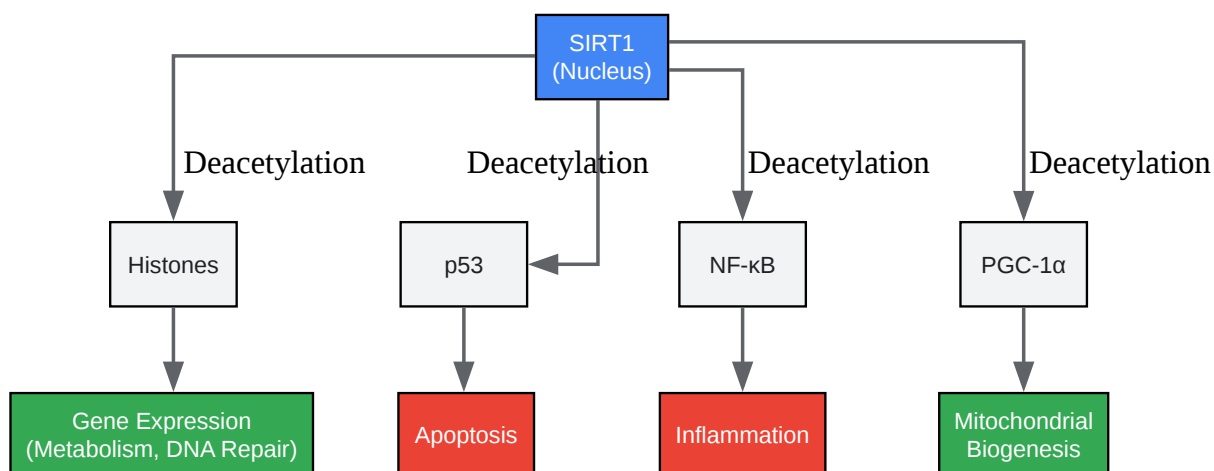 SIRT1
(Nucleus)
Deacetylation
Deacetylation
Deacetylation
Deacetylation
Histones
p53
NF-κB
PGC-1α
Gene Expression
(Metabolism, DNA Repair)
Apoptosis
Inflammation
Mitochondrial
Biogenesis